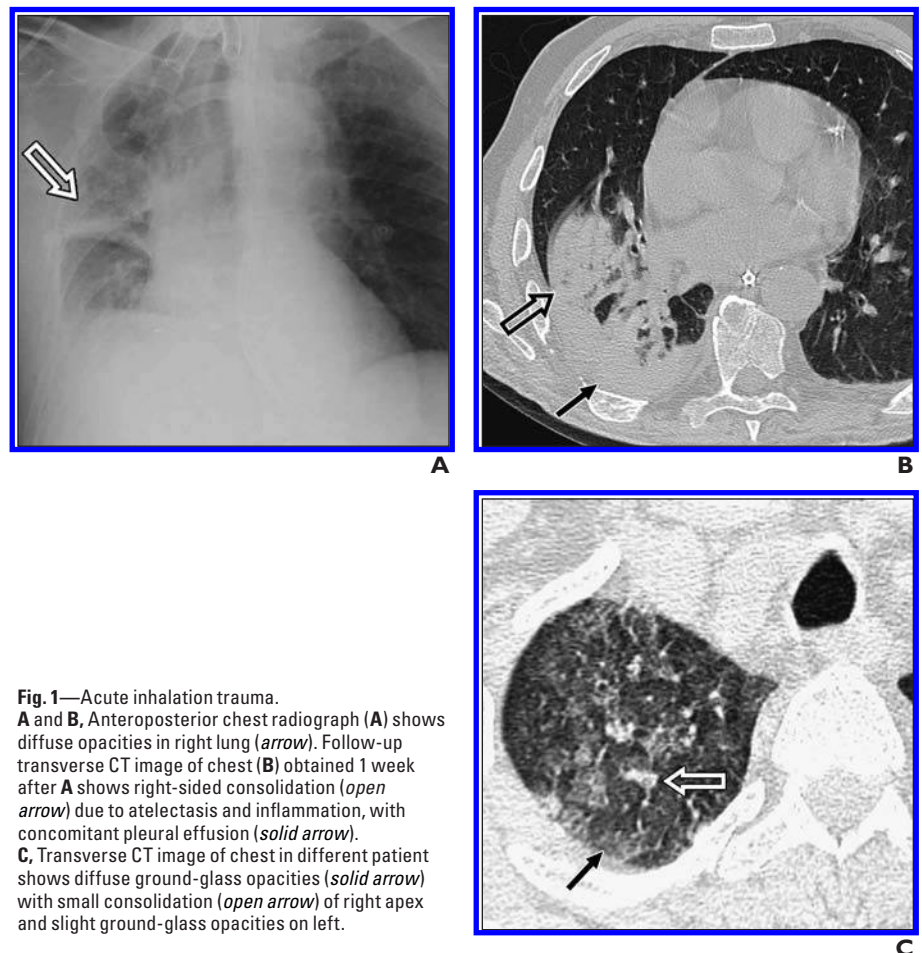 A
B
Fig. 1—Acute inhalation trauma.
A and B, Anteroposterior chest radiograph (A) shows
diffuse opacities in right lung (arrow). Follow-up
transverse CT image of chest (B) obtained 1 week
after A shows right-sided consolidation (open
arrow) due to atelectasis and inflammation, with
concomitant pleural effusion (solid arrow).
C, Transverse CT image of chest in different patient
shows diffuse ground-glass opacities (solid arrow)
with small consolidation (open arrow) of right apex
and slight ground-glass opacities on left.
C